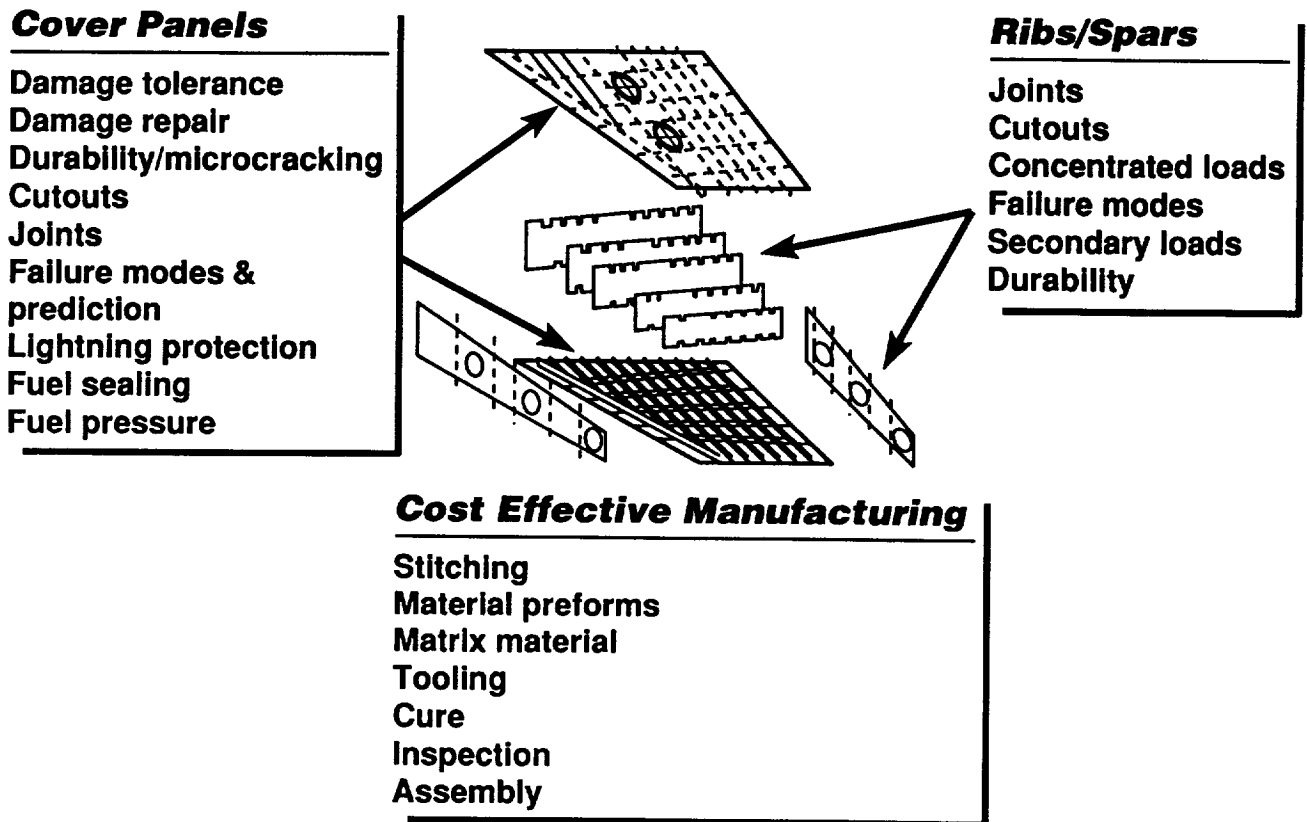 Cover Panels
Damage tolerance
Damage repair
Durability/microcracking
Cutouts
Joints
Failure modes &
prediction
Lightning protection
Fuel sealing
Fuel pressure
Ribs/Spars
Joints
Cutouts
Concentrated loads
Failure modes
Secondary loads
Durability
Cost Effective Manufacturing
Stitching
Material preforms
Matrix material
Tooling
Cure
Inspection
Assembly